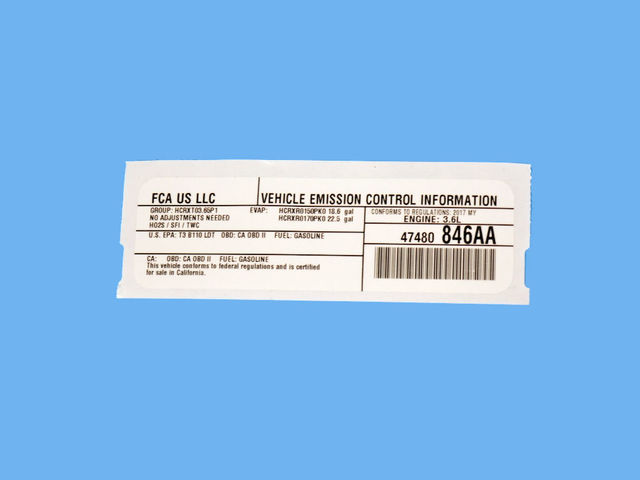 FCA US LLC
VEHICLE EMISSION CONTROL INFORMATION
GROUP: HCRXT03.65P1
NO ADJUSTMENTS NEEDED
HO2S / SFI / TWC
EVAP: HCRXR0150PK0 18.6 gal
HCRXR0170PK0 22.5 gal
CONFORMS TO REGULATIONS: 2017 MY
ENGINE: 3.6L
U.S. EPA: T3 B110 LDT OBD: CA OBD II FUEL: GASOLINE
47480 846AA
CA: OBD: CA OBD II FUEL: GASOLINE
This vehicle conforms to federal regulations and is certified
for sale in California.